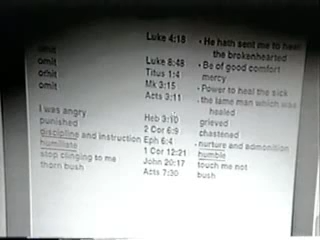 omit Luke 4:18 · He hath sent me to heal
the brokenhearted
omit Luke 8:48 · Be of good comfort
omit Titus 1:4 mercy
omit Mk 3:15 · Power to heal the sick
Acts 3:11 · the lame man which was
healed
I was angry Heb 3:10 grieved
punished 2 Cor 6:9 chastened
discipline and instruction Eph 6:4 · nurture and admonition
humiliate 1 Cor 12:21 humble
stop clinging to me John 20:17 touch me not
thorn bush Acts 7:30 bush